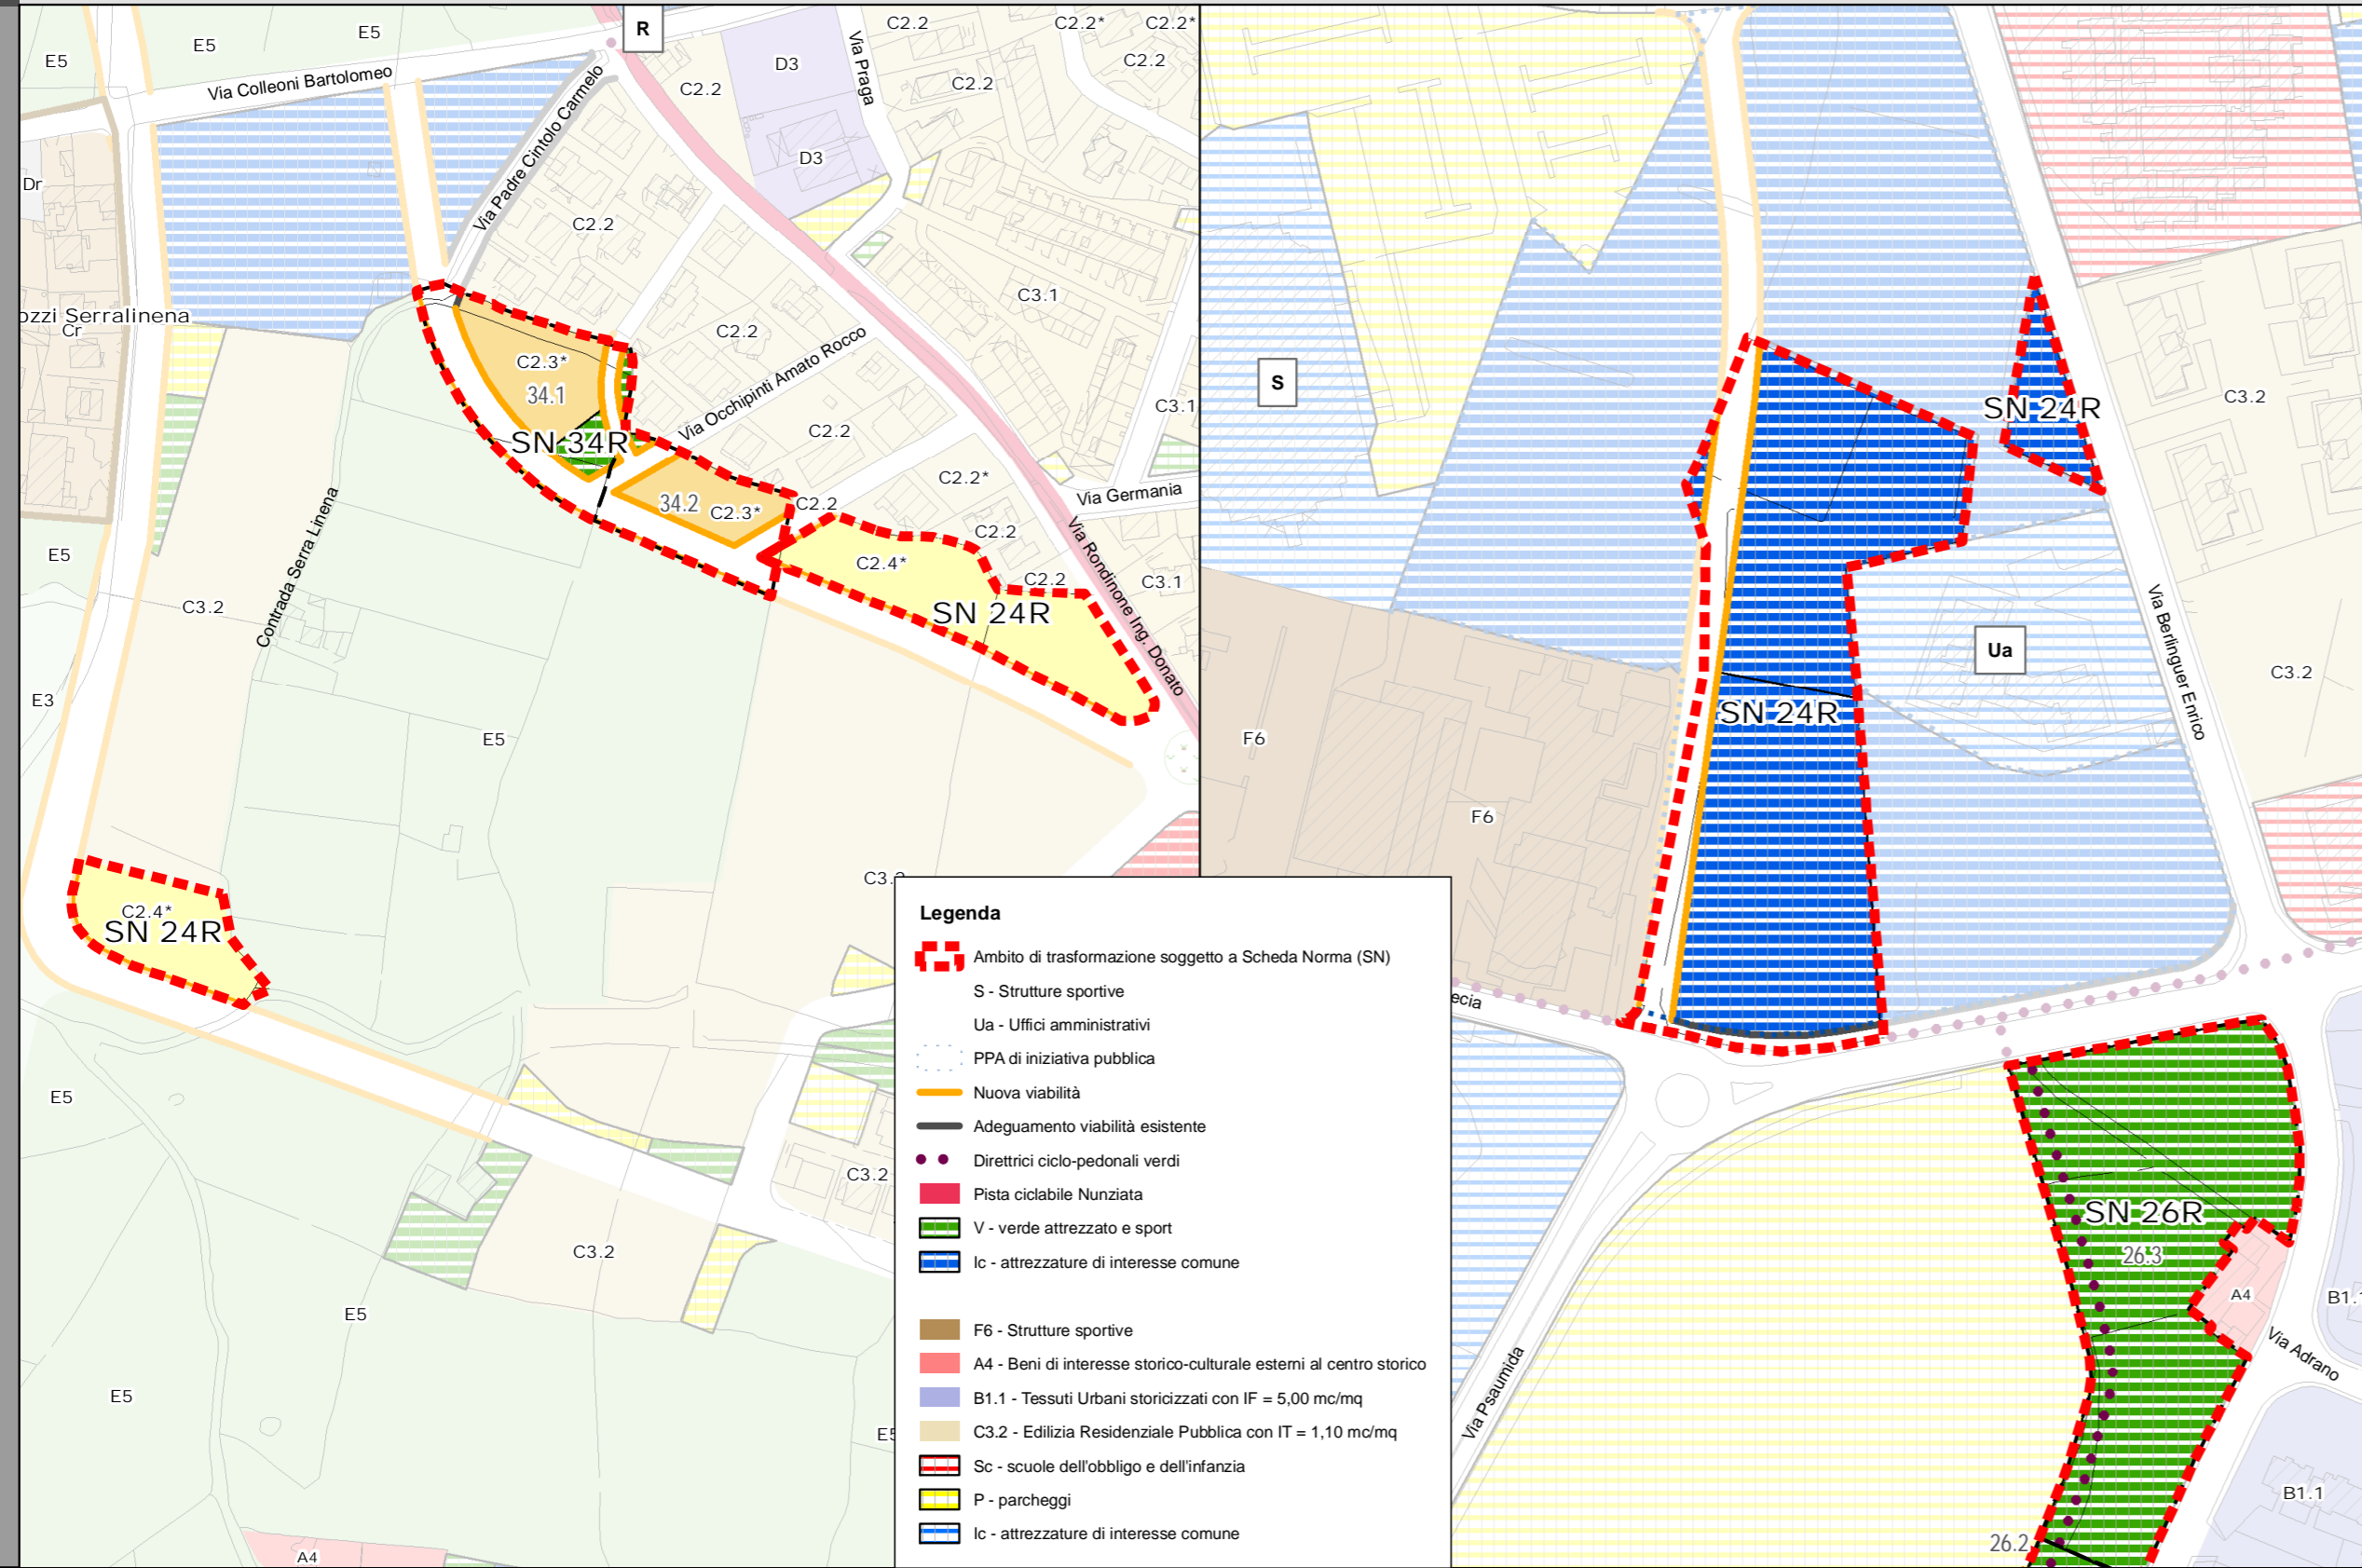 R
C2.2
C2.2*
C2.2*
E5
E5
E5
Via Colleoni Bartolomeo
Via Padre Cintolo Carmelo
C2.2
D3
Via Praga
C2.2
C2.2
D3
Dr
C2.2
ozzi Serralinena
Cr
C2.2
C3.1
C2.3*
34.1
Via Occhipinti Amato Rocco
C3.1
SN 34R
C2.2
C2.2*
34.2
C2.3*
C2.2
Via Germania
C2.2
Via Rondinone Ing. Donato
E5
Contrada Serra Linena
C2.4*
C2.2
C3.1
C3.2
SN 24R
E3
E5
C2.4*
SN 24R
E5
C3.2
C3.2
E5
E5
A4
S
SN 24R
C3.2
Ua
Via Berlinguer Enrico
C3.2
SN 24R
F6
F6
ecia
SN 26R
26.3
A4
B1.1
Via Adrano
Via Psaumida
B1.1
26.2
Legenda
Ambito di trasformazione soggetto a Scheda Norma (SN)
S - Strutture sportive
Ua - Uffici amministrativi
PPA di iniziativa pubblica
Nuova viabilità
Adeguamento viabilità esistente
Direttrici ciclo-pedonali verdi
Pista ciclabile Nunziata
V - verde attrezzato e sport
Ic - attrezzature di interesse comune
F6 - Strutture sportive
A4 - Beni di interesse storico-culturale esterni al centro storico
B1.1 - Tessuti Urbani storicizzati con IF = 5,00 mc/mq
C3.2 - Edilizia Residenziale Pubblica con IT = 1,10 mc/mq
Sc - scuole dell'obbligo e dell'infanzia
P - parcheggi
Ic - attrezzature di interesse comune